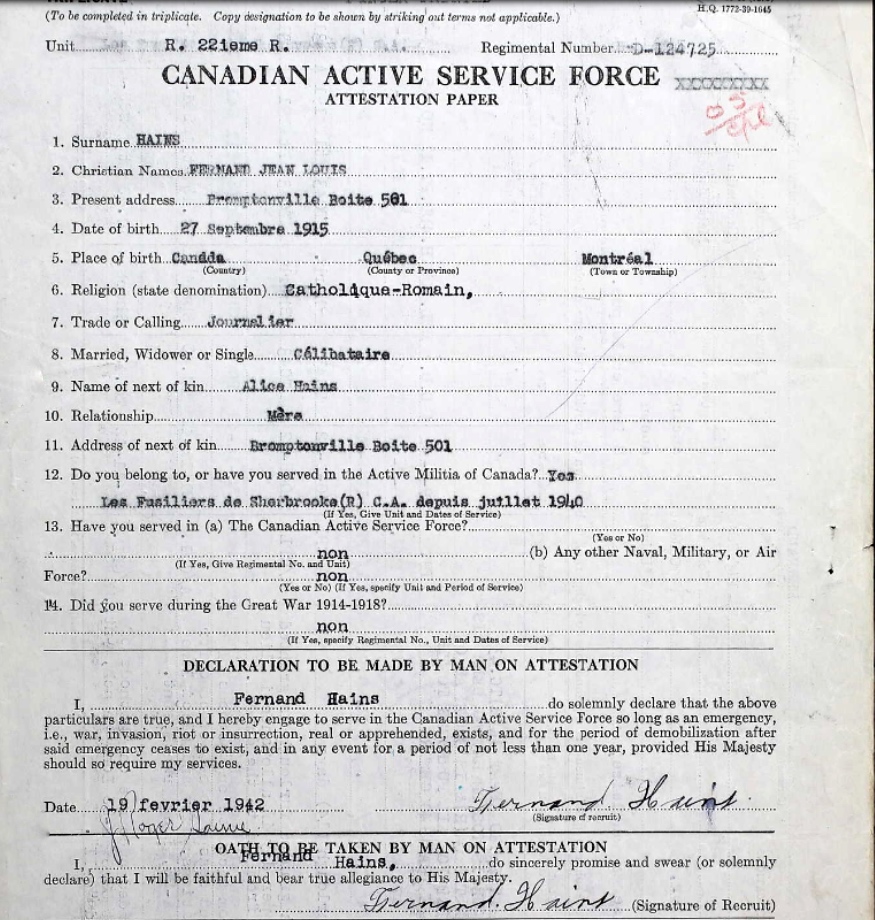 (To be completed in triplicate. Copy designation to be shown by striking out terms not applicable.)
H.Q. 1772-39-1045
Unit R. 22ieme R. Regimental Number D-124725
CANADIAN ACTIVE SERVICE FORCE XXXXXXXXX
ATTESTATION PAPER
1. Surname HAINS
2. Christian Names FERNAND JEAN LOUIS
3. Present address Bromptonville Boite 501
4. Date of birth 27 Septembre 1915
5. Place of birth Canada Québec Montréal
(Country) (County or Province) (Town or Township)
6. Religion (state denomination) Catholique-Romain,
7. Trade or Calling Journalier
8. Married, Widower or Single Célibataire
9. Name of next of kin Alice Hains
10. Relationship Mère
11. Address of next of kin Bromptonville Boite 501
12. Do you belong to, or have you served in the Active Militia of Canada? Yes
Les Fusiliers de Sherbrooke(R) C.A. depuis juillet 1940
(If Yes, Give Unit and Dates of Service)
13. Have you served in (a) The Canadian Active Service Force?
(Yes or No)
non (b) Any other Naval, Military, or Air
(If Yes, Give Regimental No. and Unit)
Force? non
(Yes or No) (If Yes, specify Unit and Period of Service)
14. Did you serve during the Great War 1914-1918?
non
(If Yes, specify Regimental No., Unit and Dates of Service)
DECLARATION TO BE MADE BY MAN ON ATTESTATION
I, Fernand Hains do solemnly declare that the above
particulars are true, and I hereby engage to serve in the Canadian Active Service Force so long as an emergency,
i.e., war, invasion, riot or insurrection, real or apprehended, exists, and for the period of demobilization after
said emergency ceases to exist, and in any event for a period of not less than one year, provided His Majesty
should so require my services.
Date 19 fevrier 1942 Fernand Hains
(Signature of recruit)
Roger
OATH TO BE TAKEN BY MAN ON ATTESTATION
I, Fernand Hains, do sincerely promise and swear (or solemnly
declare) that I will be faithful and bear true allegiance to His Majesty.
Fernand. Hains (Signature of Recruit)